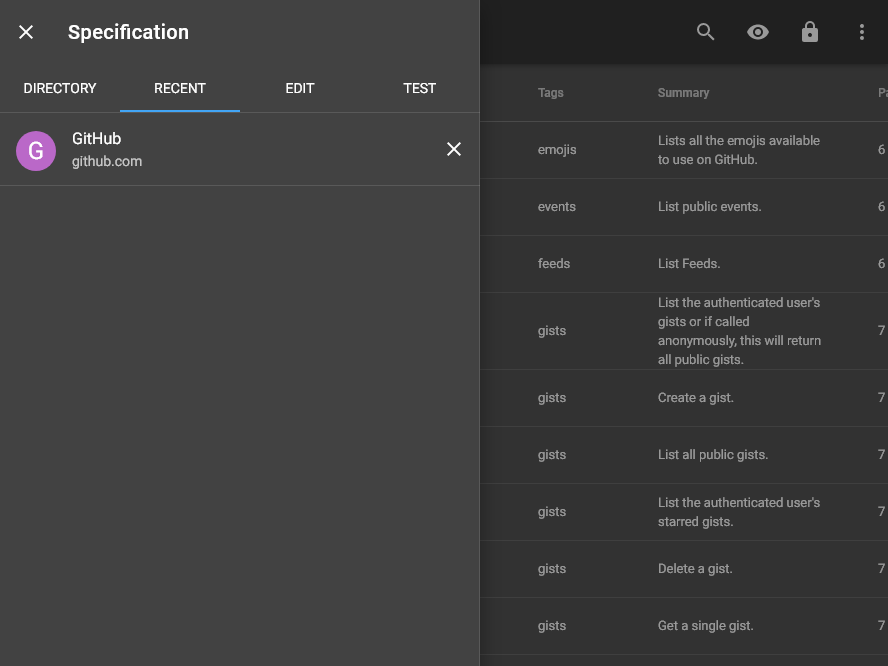 Specification
DIRECTORY RECENT EDIT TEST
G
GitHub
github.com
Tags Summary
emojis
Lists all the emojis available
to use on GitHub.
6
events List public events. 6
feeds List Feeds. 6
gists
List the authenticated user's
gists or if called
anonymously, this will return
all public gists.
7
gists Create a gist. 7
gists List all public gists. 7
gists
List the authenticated user's
starred gists.
7
gists Delete a gist. 7
gists Get a single gist. 7